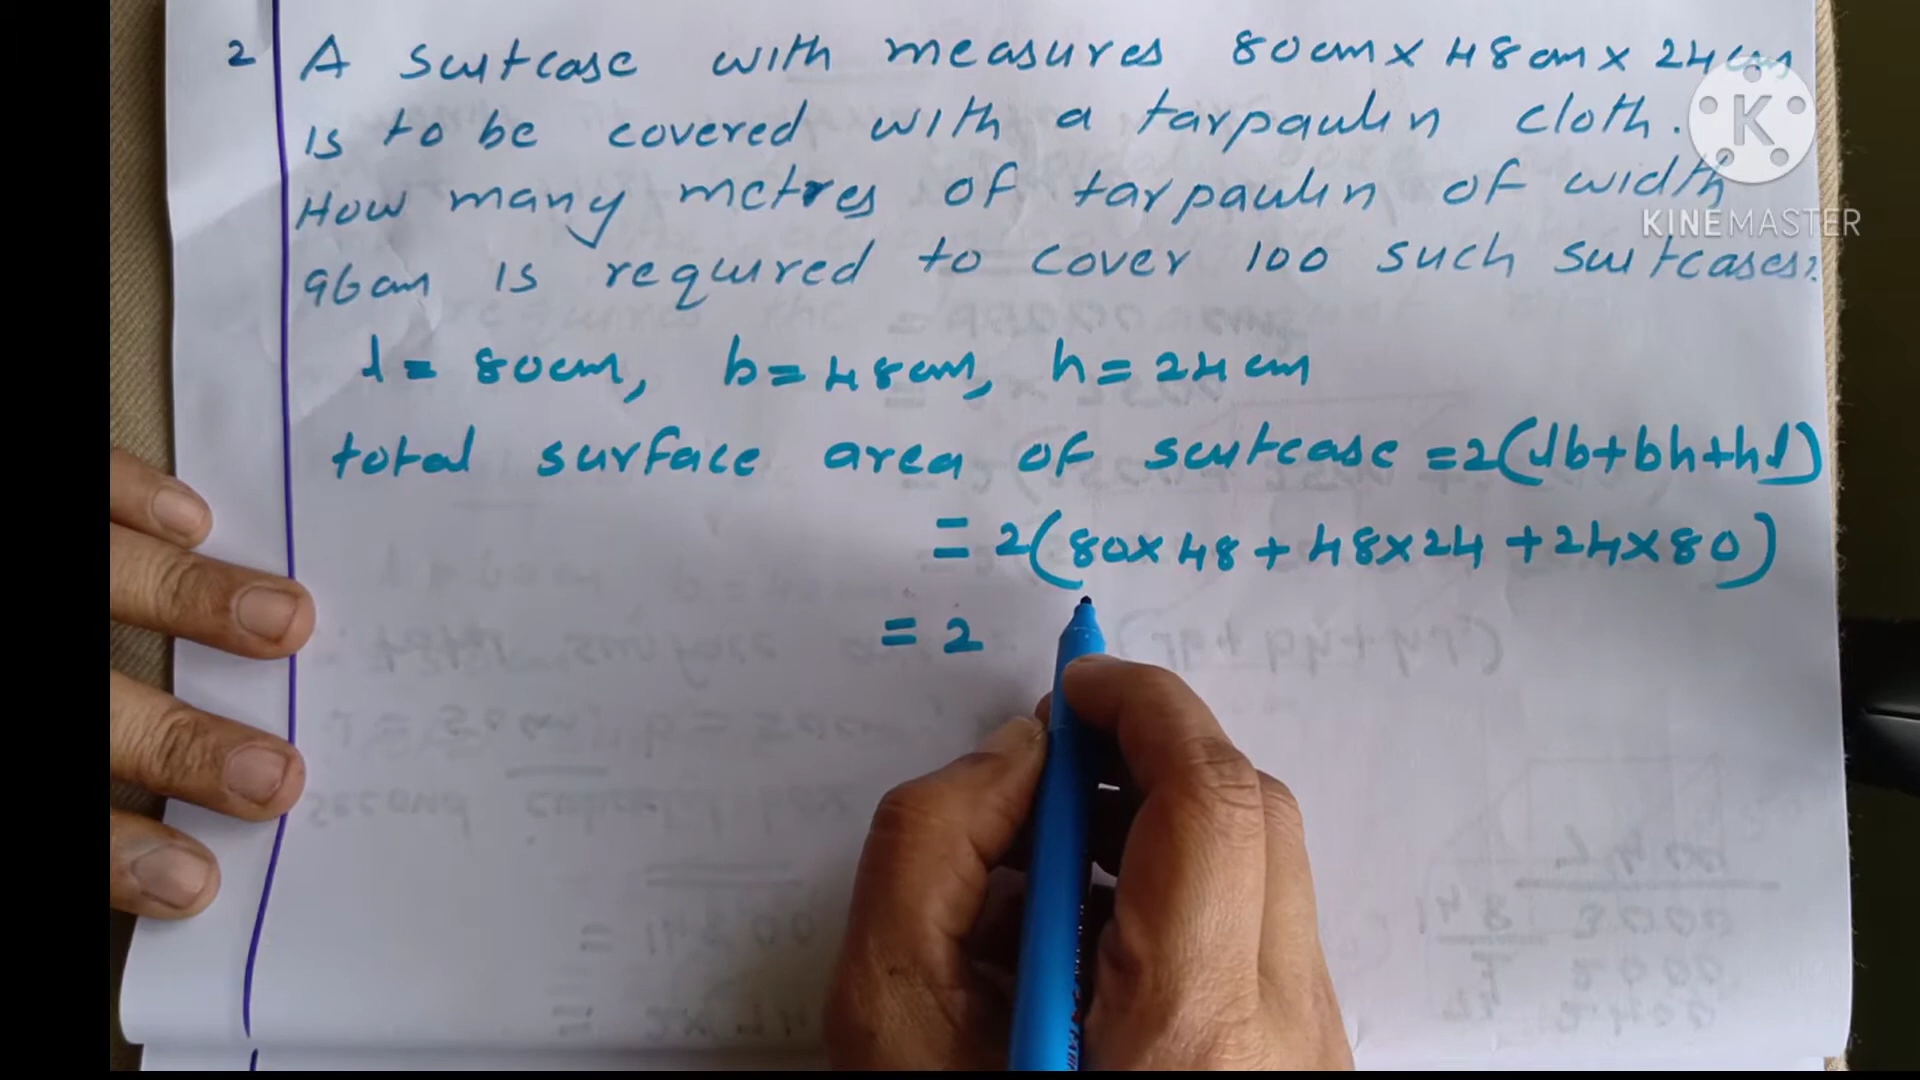 2 A suitcase with measures 80cm x 48cm x 24cm
is to be covered with a tarpaulin cloth.
How many metres of tarpaulin of width
96cm is required to cover 100 such suitcases?
l = 80cm, b = 48cm, h = 24cm
total surface area of suitcase = 2(lb+bh+hl)
= 2(80x48 + 48x24 + 24x80)
= 2
K
KINEMASTER